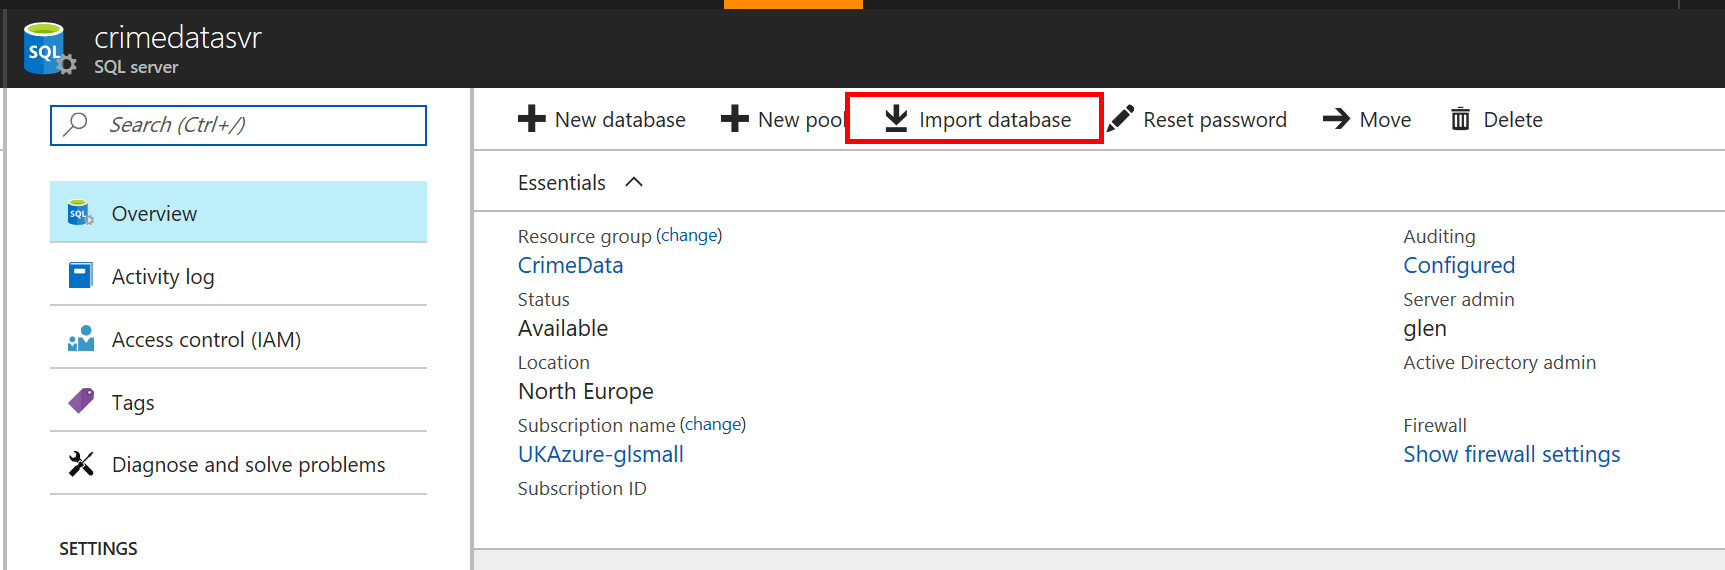 crimedatasvr
SQL
SQL server
Search (Ctrl+/)
New database
New pool
Import database
Reset password
Move
Delete
SQL
Overview
Activity log
Access control (IAM)
Tags
Diagnose and solve problems
SETTINGS
Essentials
Resource group (change)
CrimeData
Status
Available
Location
North Europe
Subscription name (change)
UKAzure-glsmall
Subscription ID
Auditing
Configured
Server admin
glen
Active Directory admin
Firewall
Show firewall settings